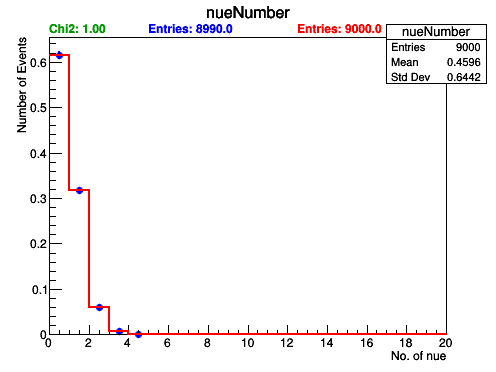 nueNumber
Chi2: 1.00 Entries: 8990.0 Entries: 9000.0
nueNumber
Entries 9000
Mean 0.4596
Std Dev 0.6442
Number of Events
0.6
0.5
0.4
0.3
0.2
0.1
0
0 2 4 6 8 10 12 14 16 18 20
No. of nue